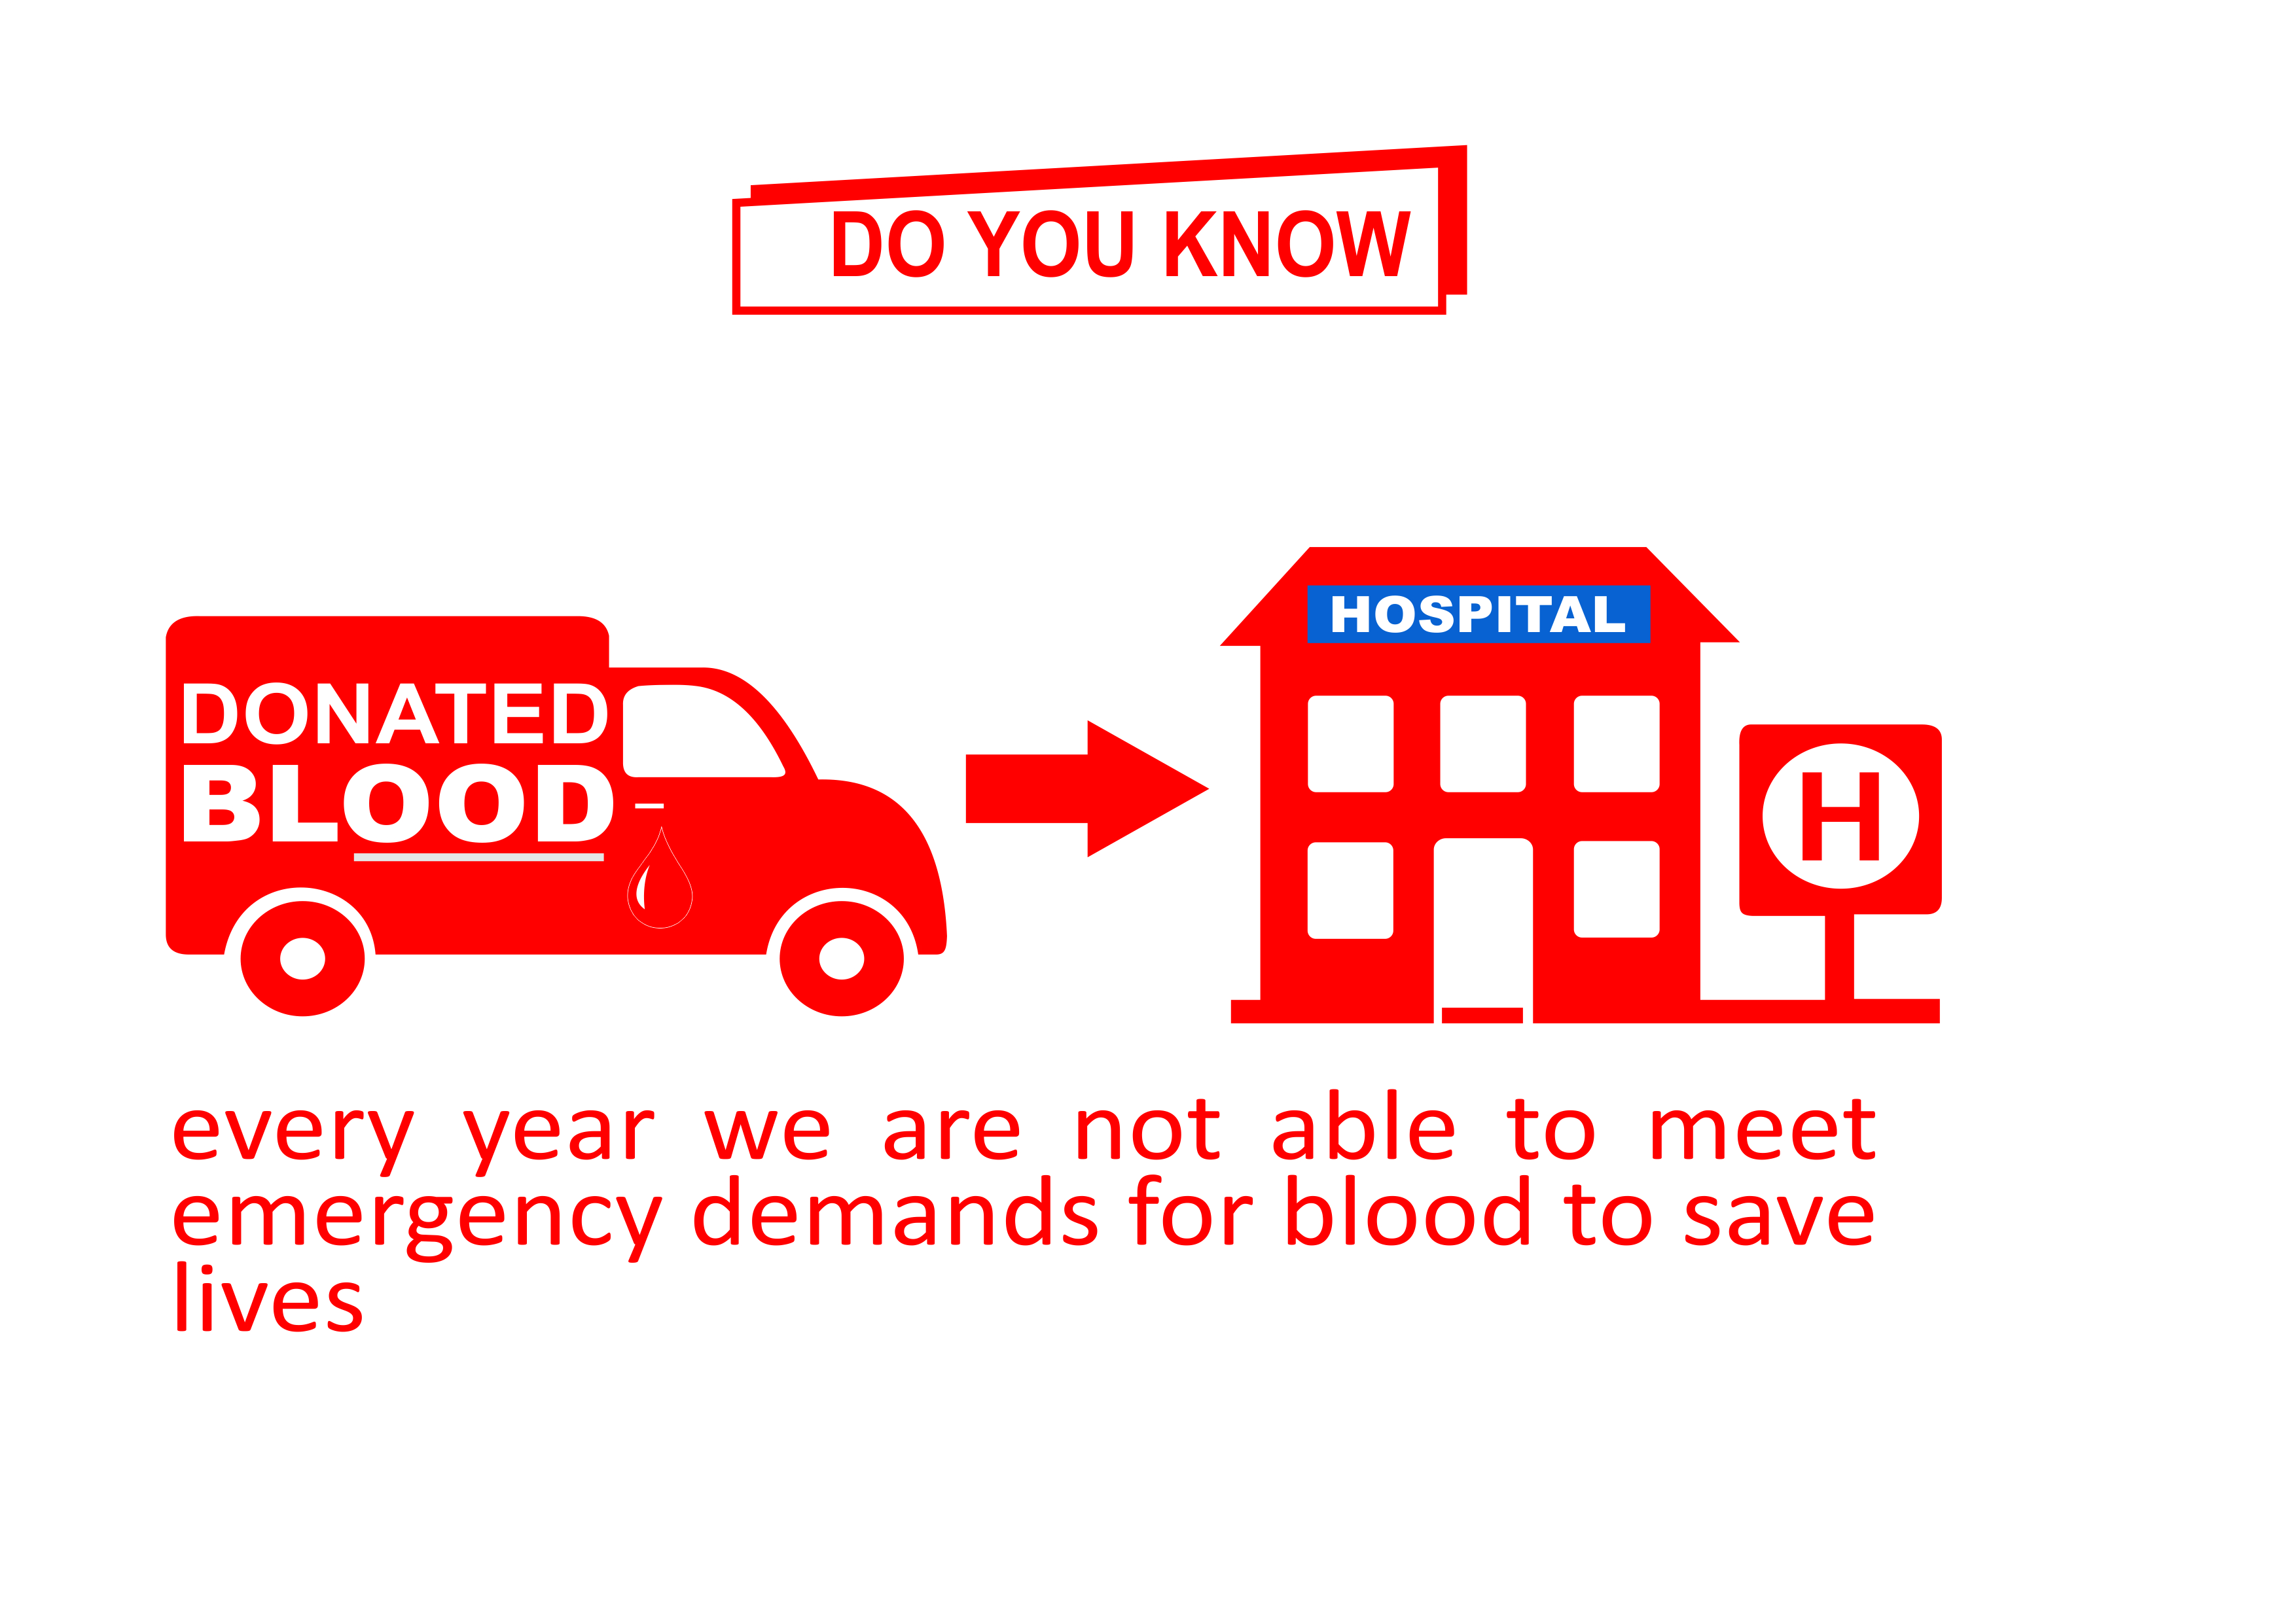 DO YOU KNOW
DONATED
BLOOD
HOSPITAL
H
every year we are not able to meet
emergency demands for blood to save
lives